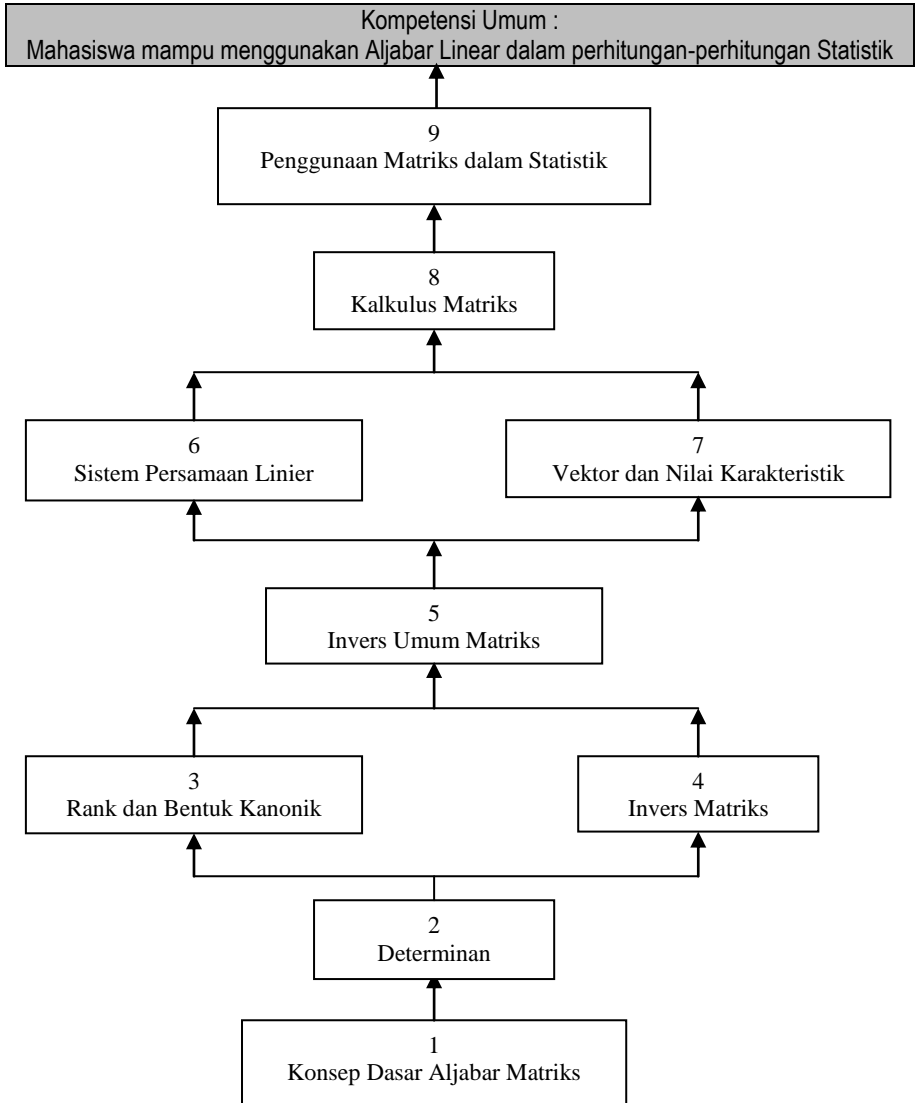 Kompetensi Umum :
Mahasiswa mampu menggunakan Aljabar Linear dalam perhitungan-perhitungan Statistik
9
Penggunaan Matriks dalam Statistik
8
Kalkulus Matriks
6
Sistem Persamaan Linier
7
Vektor dan Nilai Karakteristik
5
Invers Umum Matriks
3
Rank dan Bentuk Kanonik
4
Invers Matriks
2
Determinan
1
Konsep Dasar Aljabar Matriks